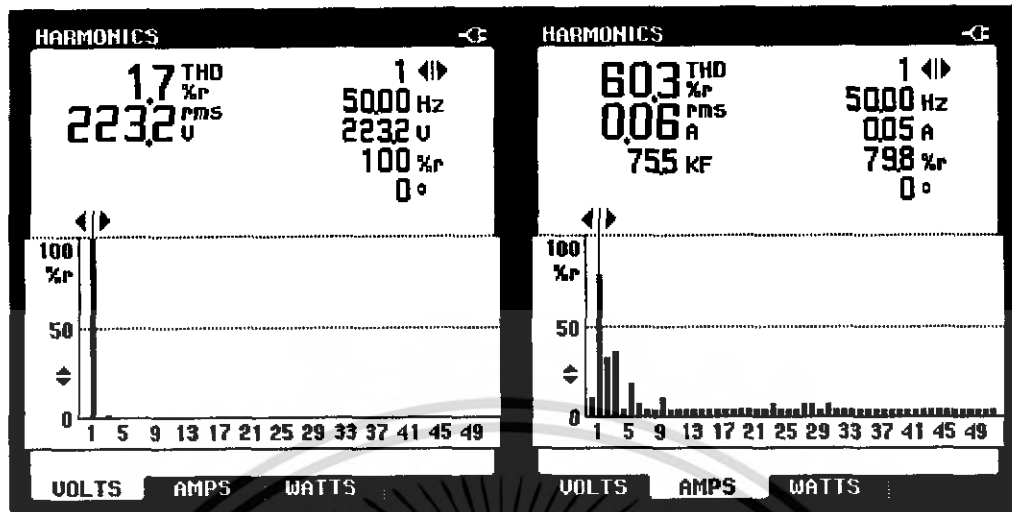 HARMONICS
1.7 THD %r
223.2 rms V
1
50.00 Hz
223.2 V
100 %r
0 °
100
%r
50
0
1 5 9 13 17 21 25 29 33 37 41 45 49
VOLTS AMPS WATTS
HARMONICS
60.3 THD %r
0.06 rms A
75.5 KF
1
50.00 Hz
0.05 A
79.8 %r
0 °
100
%r
50
0
1 5 9 13 17 21 25 29 33 37 41 45 49
VOLTS AMPS WATTS